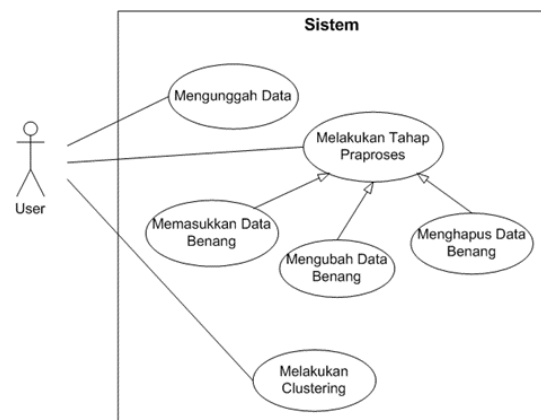 Sistem
Mengunggah Data
Melakukan Tahap
Praproses
User
Memasukkan Data
Benang
Mengubah Data
Benang
Menghapus Data
Benang
Melakukan
Clustering